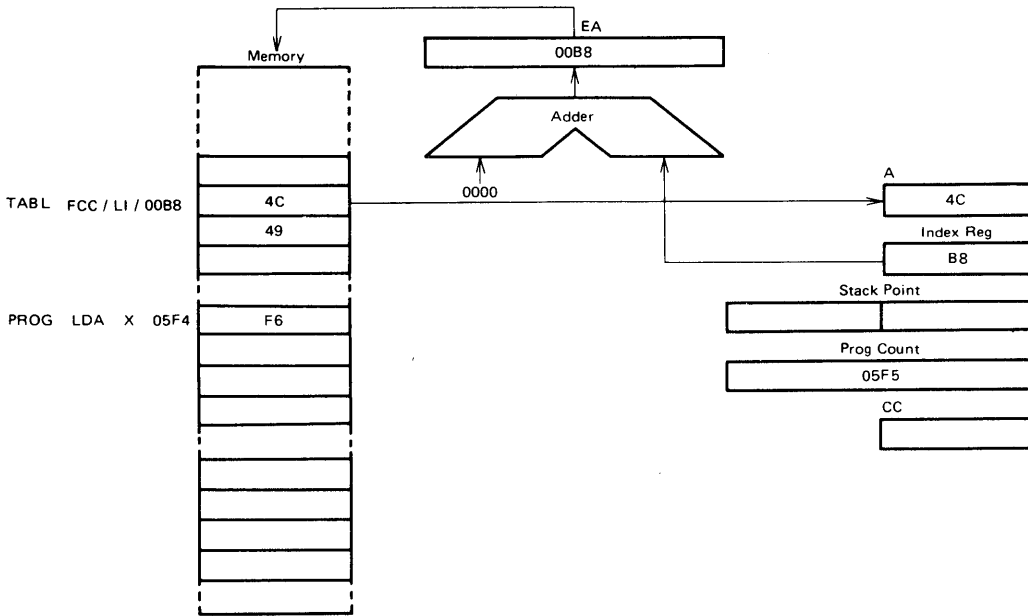 EA
00B8
Memory
Adder
0000
A
TABL FCC / LI / 00B8
4C
4C
49
Index Reg
B8
Stack Point
PROG LDA X 05F4
F6
Prog Count
05F5
CC